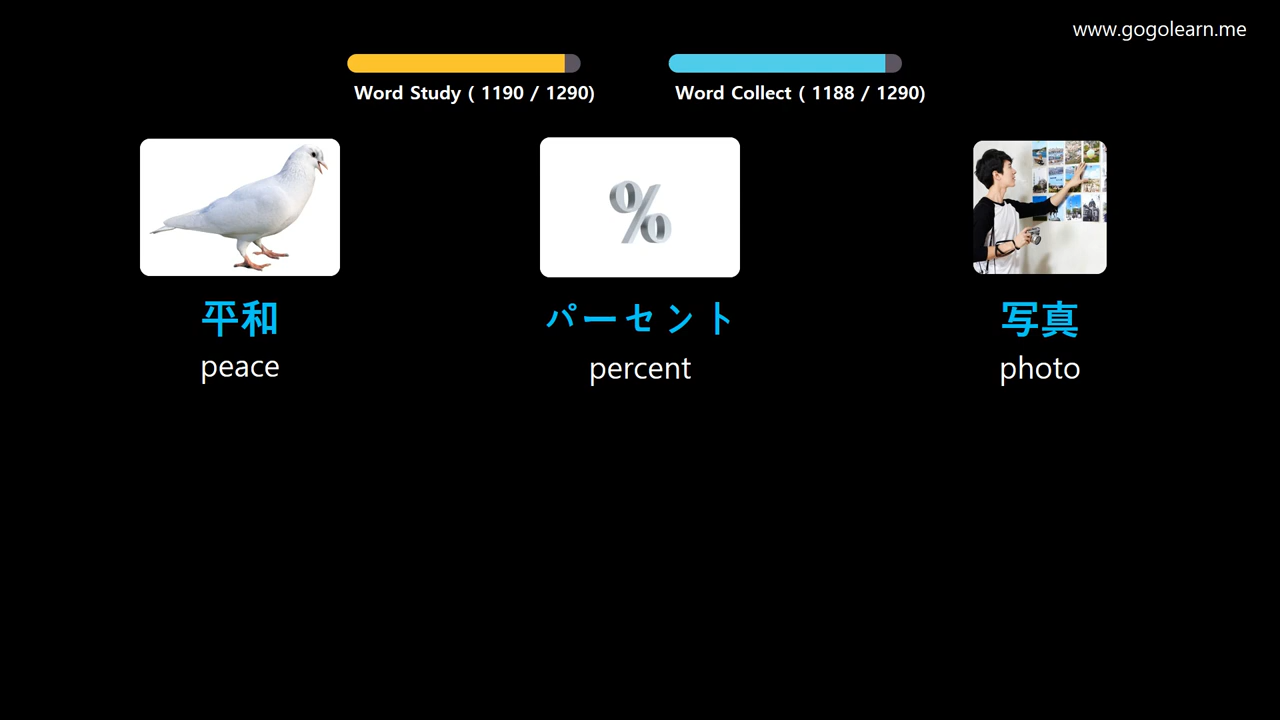 www.gogolearn.me
Word Study ( 1190 / 1290)
Word Collect ( 1188 / 1290)
%
平和
パーセント
写真
peace
percent
photo